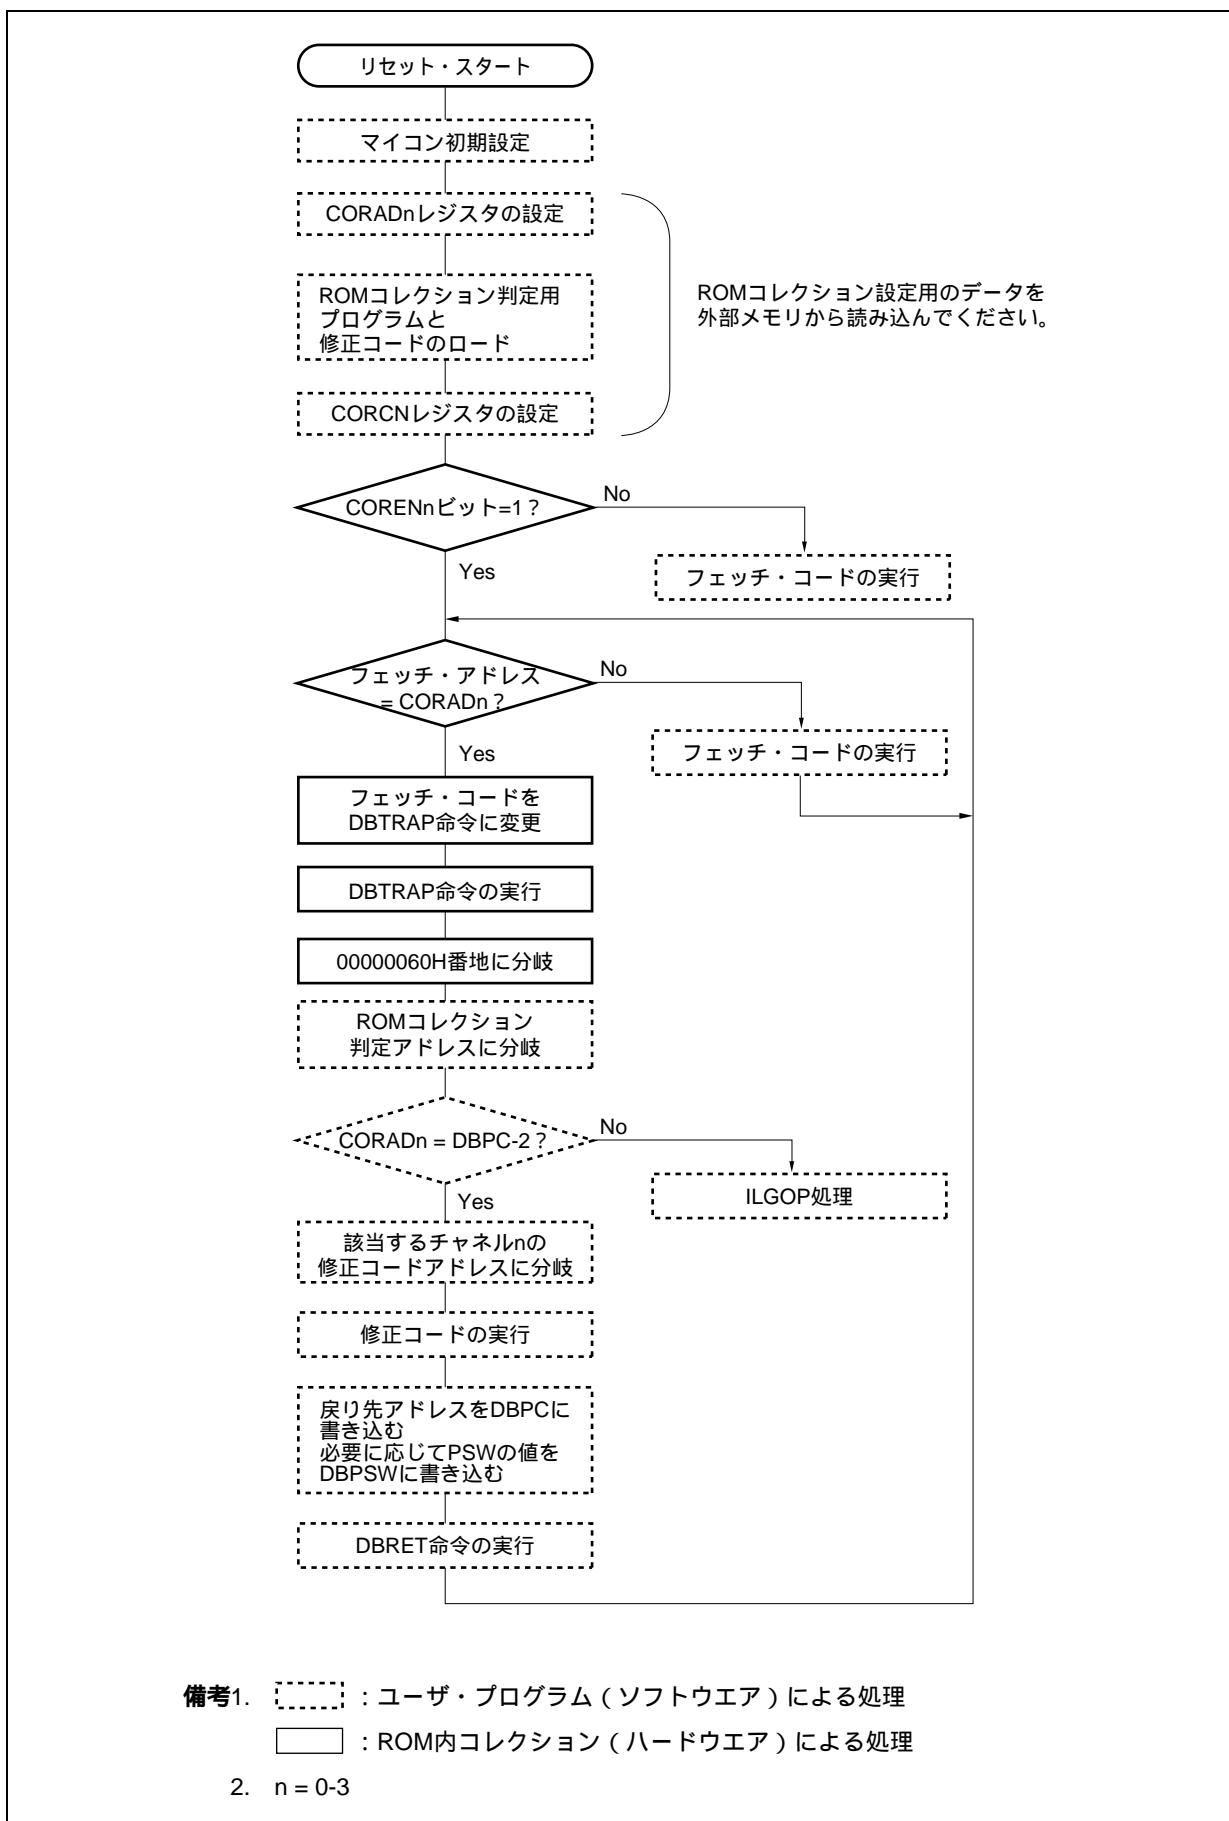 リセット・スタート
マイコン初期設定
CORADnレジスタの設定
ROMコレクション判定用
プログラムと
修正コードのロード
ROMコレクション設定用のデータを
外部メモリから読み込んでください。
CORCNレジスタの設定
CORENnビット=1?
No
Yes
フェッチ・コードの実行
フェッチ・アドレス
= CORADn?
No
Yes
フェッチ・コードの実行
フェッチ・コードを
DBTRAP命令に変更
DBTRAP命令の実行
00000060H番地に分岐
ROMコレクション
判定アドレスに分岐
CORADn = DBPC-2?
No
Yes
ILGOP処理
該当するチャネルnの
修正コードアドレスに分岐
修正コードの実行
戻り先アドレスをDBPCに
書き込む
必要に応じてPSWの値を
DBPSWに書き込む
DBRET命令の実行
備考1. :ユーザ・プログラム(ソフトウエア)による処理
:ROM内コレクション(ハードウエア)による処理
2. n = 0-3